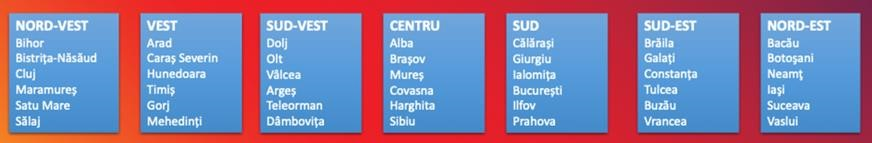 NORD-VEST
Bihor
Bistrița-Năsăud
Cluj
Maramureș
Satu Mare
Sălaj
VEST
Arad
Caraș Severin
Hunedoara
Timiș
Gorj
Mehedinți
SUD-VEST
Dolj
Olt
Vâlcea
Argeș
Teleorman
Dâmbovița
CENTRU
Alba
Brașov
Mureș
Covasna
Harghita
Sibiu
SUD
Călărași
Giurgiu
Ialomița
București
Ilfov
Prahova
SUD-EST
Brăila
Galați
Constanța
Tulcea
Buzău
Vrancea
NORD-EST
Bacău
Botoșani
Neamț
Iași
Suceava
Vaslui